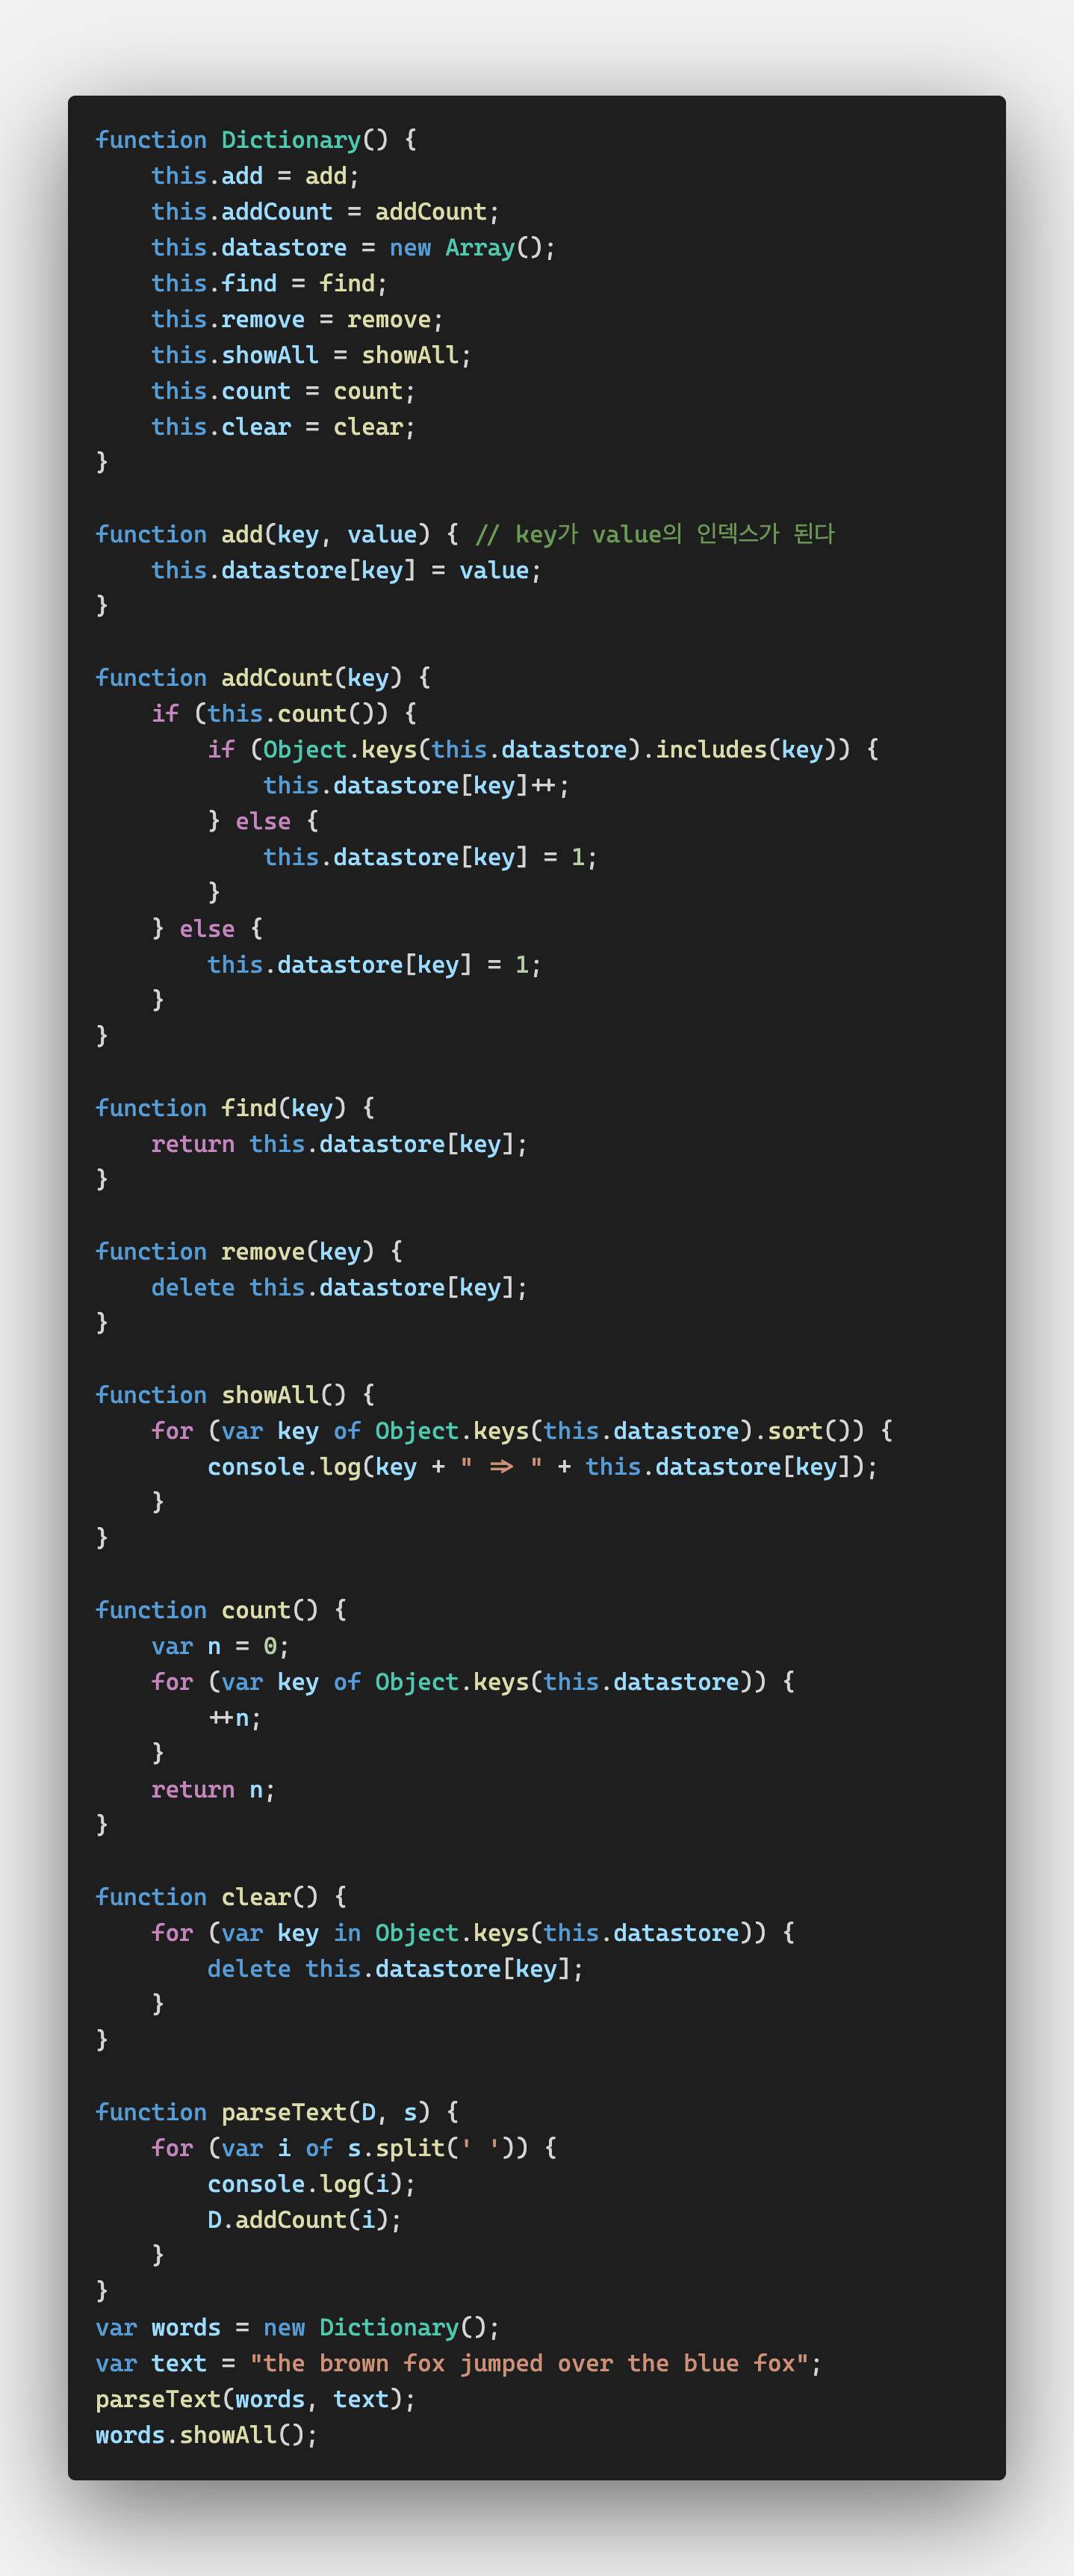 function Dictionary() {
    this.add = add;
    this.addCount = addCount;
    this.datastore = new Array();
    this.find = find;
    this.remove = remove;
    this.showAll = showAll;
    this.count = count;
    this.clear = clear;
}

function add(key, value) { // key가 value의 인덱스가 된다
    this.datastore[key] = value;
}

function addCount(key) {
    if (this.count()) {
        if (Object.keys(this.datastore).includes(key)) {
            this.datastore[key]++;
        } else {
            this.datastore[key] = 1;
        }
    } else {
        this.datastore[key] = 1;
    }
}

function find(key) {
    return this.datastore[key];
}

function remove(key) {
    delete this.datastore[key];
}

function showAll() {
    for (var key of Object.keys(this.datastore).sort()) {
        console.log(key + " => " + this.datastore[key]);
    }
}

function count() {
    var n = 0;
    for (var key of Object.keys(this.datastore)) {
        ++n;
    }
    return n;
}

function clear() {
    for (var key in Object.keys(this.datastore)) {
        delete this.datastore[key];
    }
}

function parseText(D, s) {
    for (var i of s.split(' ')) {
        console.log(i);
        D.addCount(i);
    }
}
var words = new Dictionary();
var text = "the brown fox jumped over the blue fox";
parseText(words, text);
words.showAll();